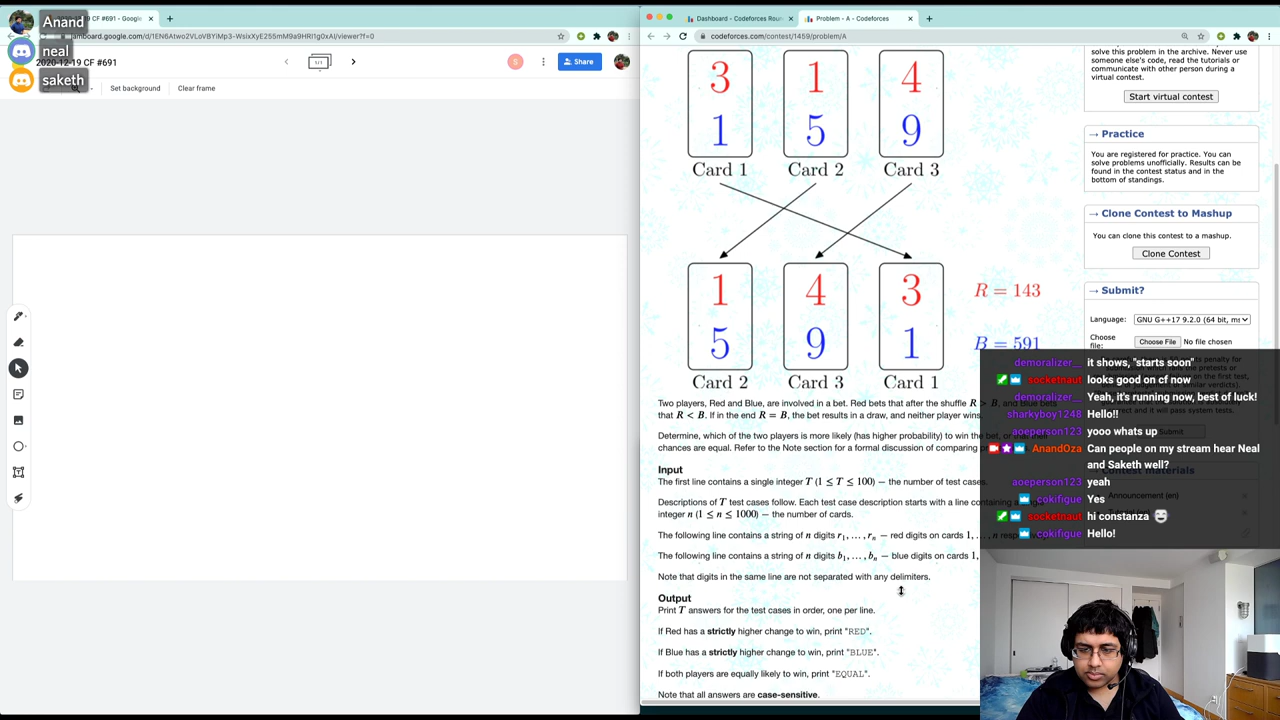 Anand
neal
saketh
19 CF #691 - Google
2020-12-19 CF #691
1/1
S
Share
Set background
Clear frame
Dashboard - Codeforces Roun
Problem - A - Codeforces
codeforces.com/contest/1459/problem/A
3 1 4
1 5 9
Card 1 Card 2 Card 3
1 4 3
5 9 1
Card 2 Card 3 Card 1
R = 143
B = 591
Two players, Red and Blue, are involved in a bet. Red bets that after the shuffle R > B, and Blue bets
that R < B. If in the end R = B, the bet results in a draw, and neither player wins.
Determine, which of the two players is more likely (has higher probability) to win the bet, or that their
chances are equal. Refer to the Note section for a formal discussion of comparing
Input
The first line contains a single integer T (1 ≤ T ≤ 100) — the number of test cases.
Descriptions of T test cases follow. Each test case description starts with a line containing a single
integer n (1 ≤ n ≤ 1000) — the number of cards.
The following line contains a string of n digits r1, …, rn — red digits on cards 1, …, n
The following line contains a string of n digits b1, …, bn — blue digits on cards 1,
Note that digits in the same line are not separated with any delimiters.
Output
Print T answers for the test cases in order, one per line.
If Red has a strictly higher change to win, print "RED".
If Blue has a strictly higher change to win, print "BLUE".
If both players are equally likely to win, print "EQUAL".
Note that all answers are case-sensitive.
solve this problem in the archive. Never use
someone else's code, read the tutorials or
communicate with other person during a
virtual contest.
Start virtual contest
→ Practice
You are registered for practice. You can
solve problems unofficially. Results can be
found in the contest status and in the
bottom of standings.
→ Clone Contest to Mashup
You can clone this contest to a mashup.
Clone Contest
→ Submit?
Language: GNU G++17 9.2.0 (64 bit, ms
Choose
file: Choose File No file chosen
demoralizer__ it shows, "starts soon"
socketnaut looks good on cf now
demoralizer__ Yeah, it's running now, best of luck!
sharkyboy1248 Hello!!
aoeperson123 yooo whats up
AnandOza Can people on my stream hear Neal
and Saketh well?
aoeperson123 yeah
cokifigue Yes
socketnaut hi constanza
cokifigue Hello!